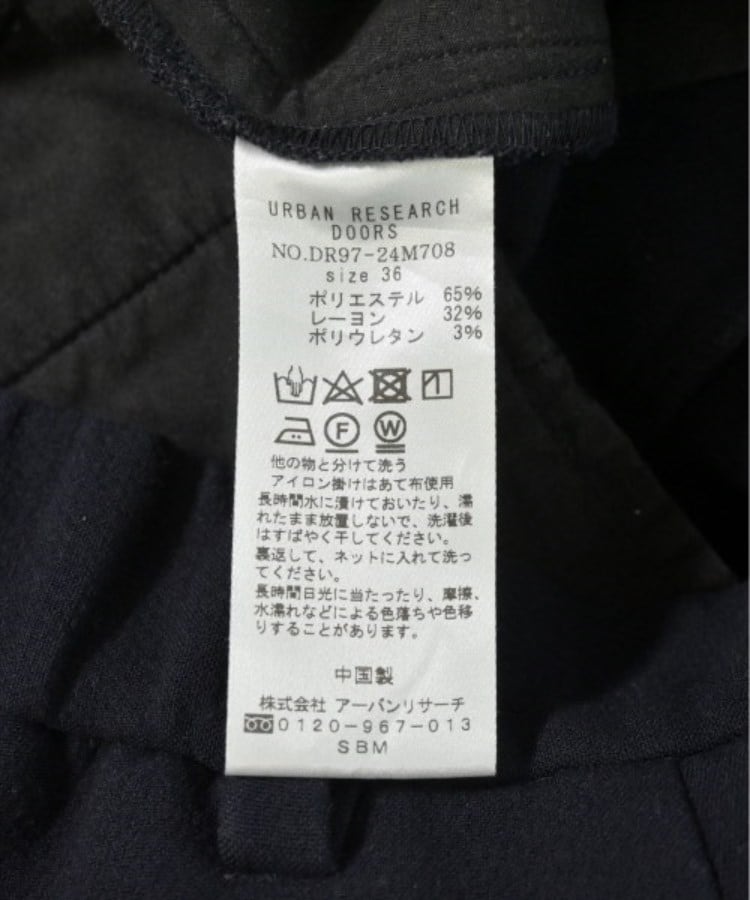 URBAN RESEARCH
DOORS
NO.DR97-24M708
size 36
ポリエステル 65%
レーヨン 32%
ポリウレタン 3%
F W
他の物と分けて洗う
アイロン掛けはあて布使用
長時間水に漬けておいたり、濡
れたまま放置しないで、洗濯後
はすばやく干してください。
裏返して、ネットに入れて洗っ
てください。
長時間日光に当たったり、摩擦、
水濡れなどによる色落ちや色移
りすることがあります。
中国製
株式会社 アーバンリサーチ
0120-967-013
SBM